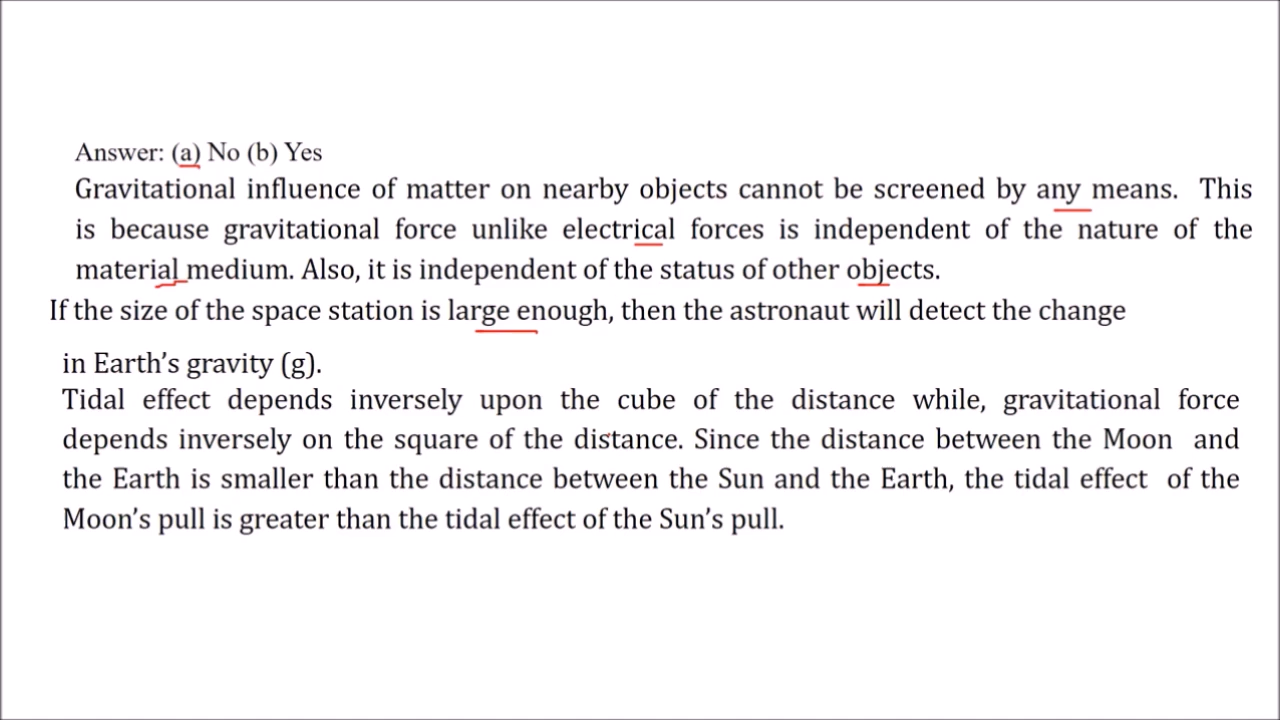 Answer: (a) No (b) Yes
Gravitational influence of matter on nearby objects cannot be screened by any means. This
is because gravitational force unlike electrical forces is independent of the nature of the
material medium. Also, it is independent of the status of other objects.
If the size of the space station is large enough, then the astronaut will detect the change
in Earth’s gravity (g).
Tidal effect depends inversely upon the cube of the distance while, gravitational force
depends inversely on the square of the distance. Since the distance between the Moon and
the Earth is smaller than the distance between the Sun and the Earth, the tidal effect of the
Moon’s pull is greater than the tidal effect of the Sun’s pull.